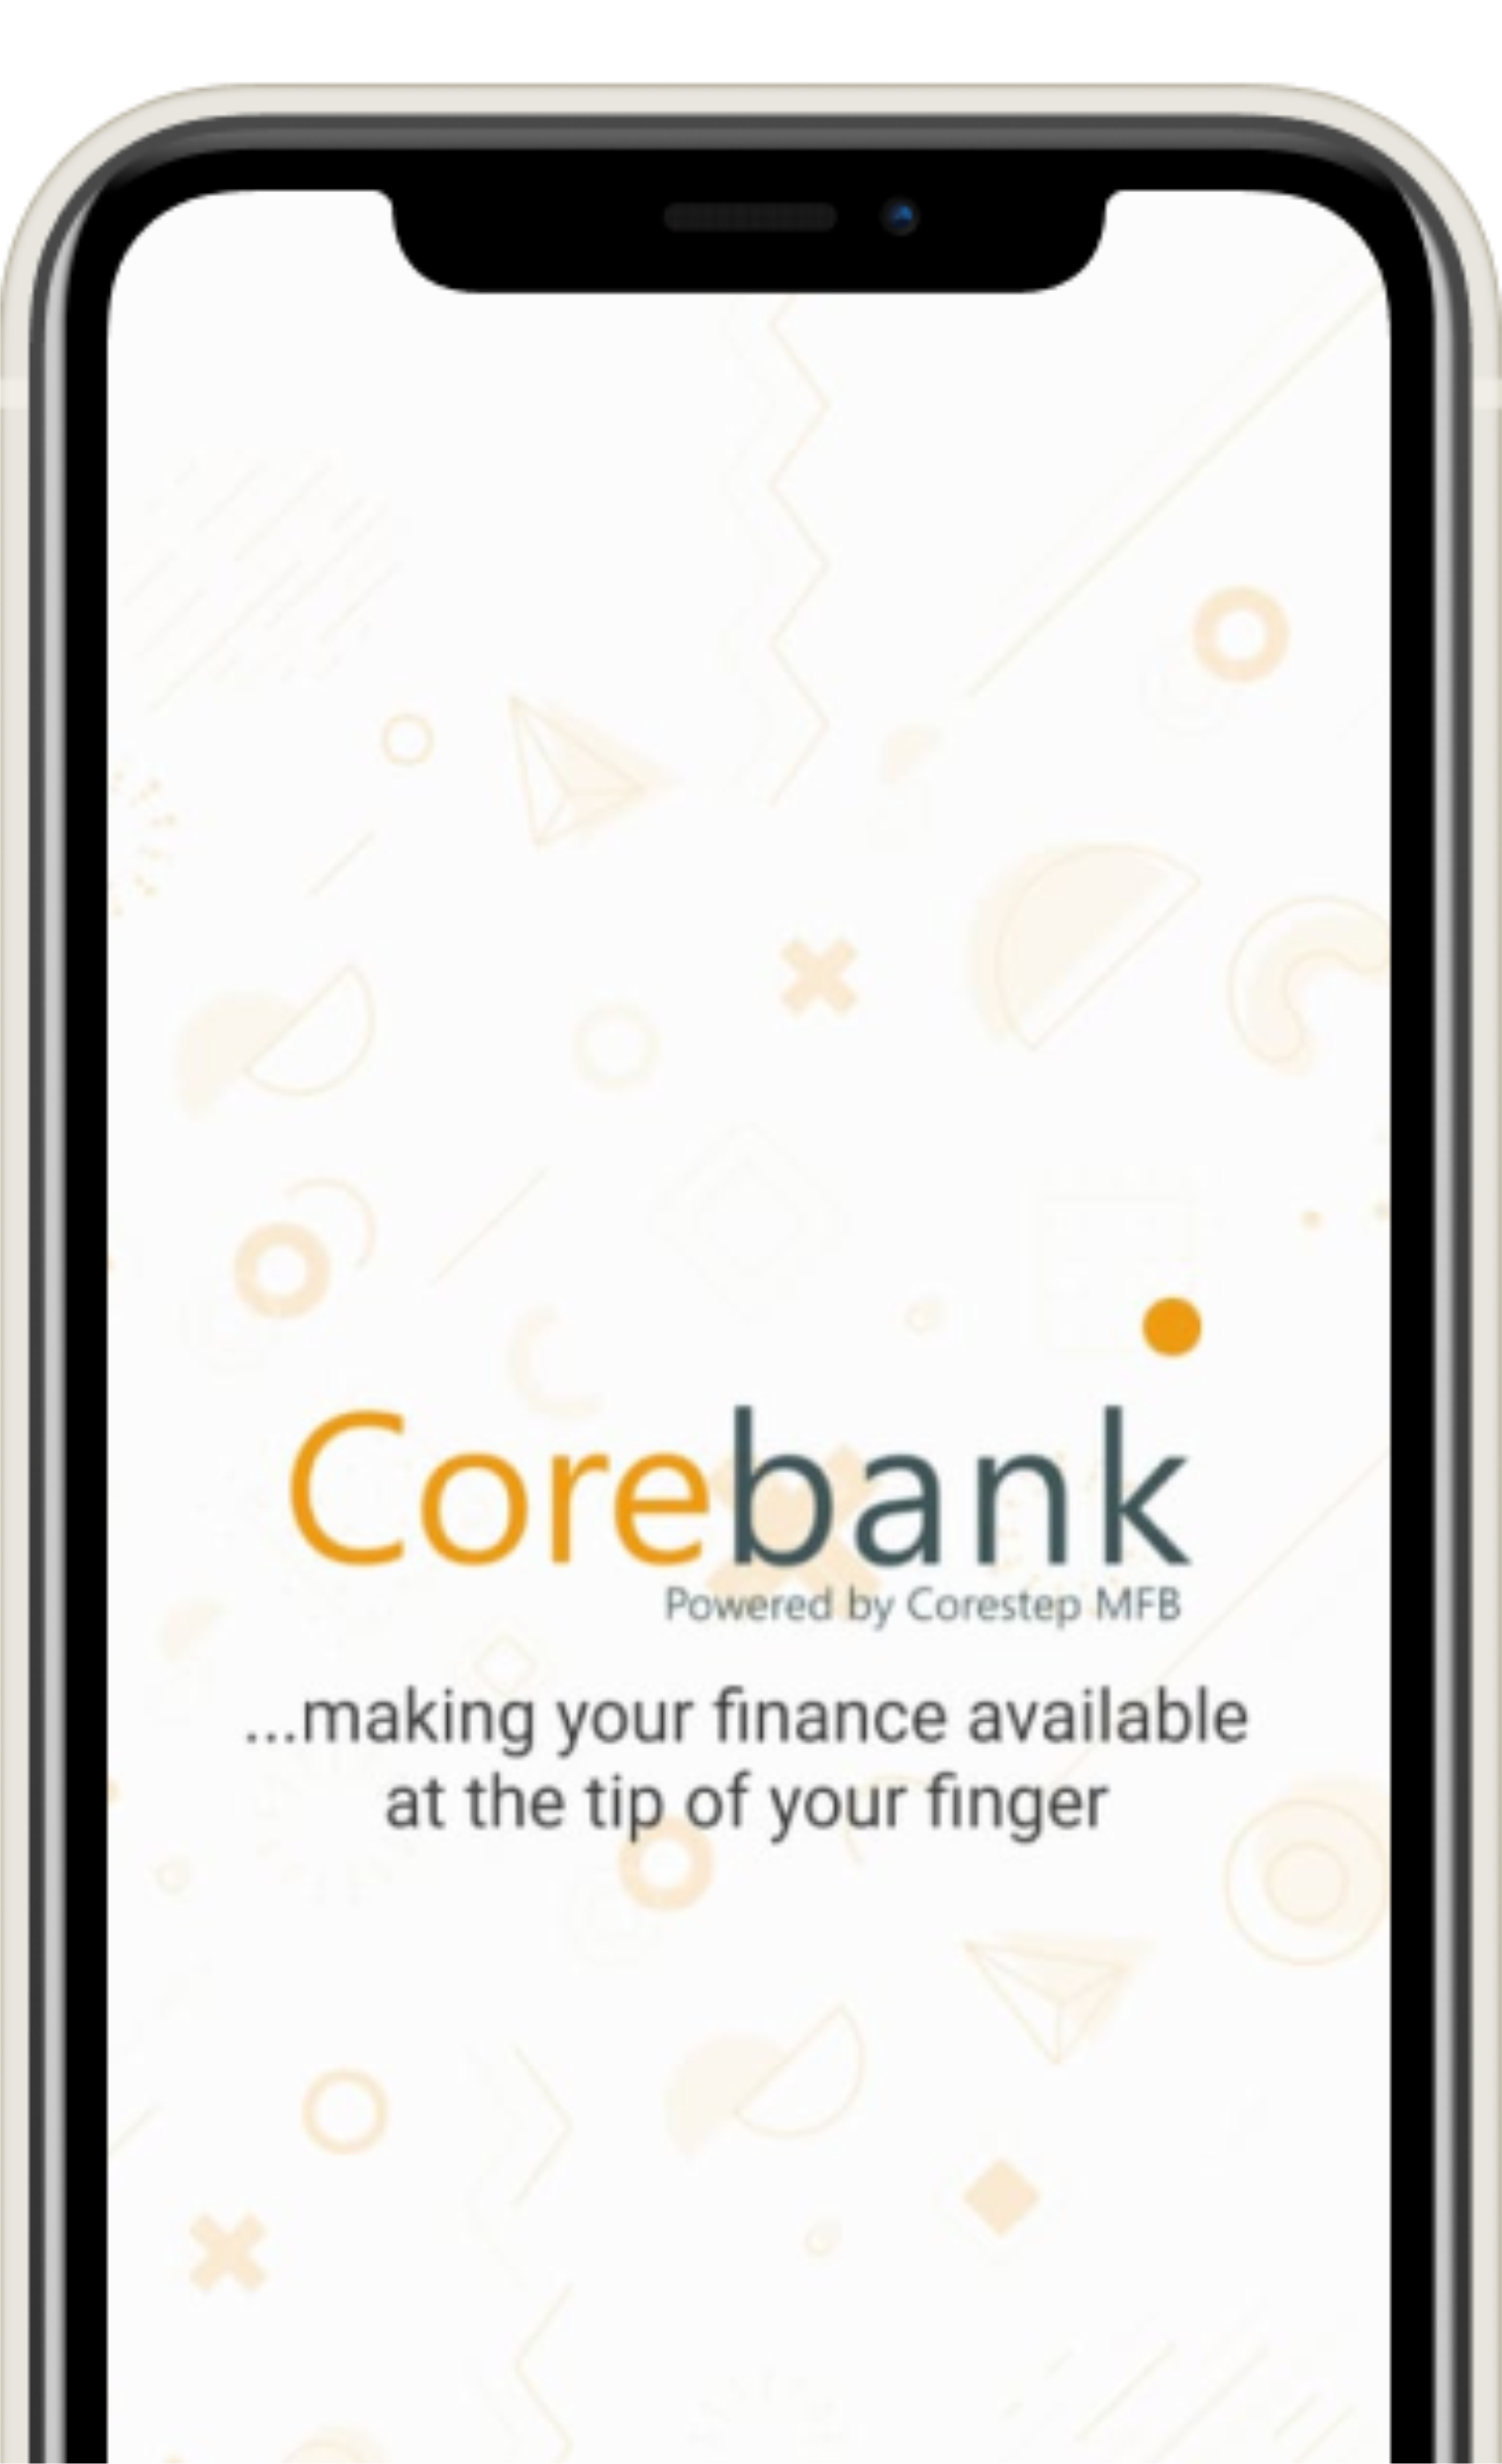 Corebank
Powered by Corestep MFB
...making your finance available
at the tip of your finger